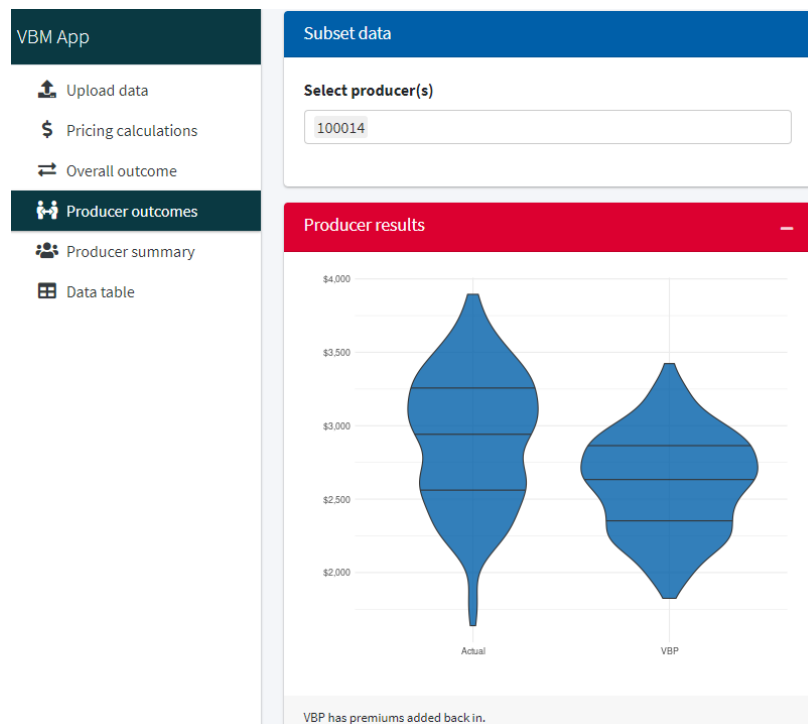 VBM App
Upload data
Pricing calculations
Overall outcome
Producer outcomes
Producer summary
Data table
Subset data
Select producer(s)
100014
Producer results
$4,000
$3,500
$3,000
$2,500
$2,000
Actual
VBP
VBP has premiums added back in.